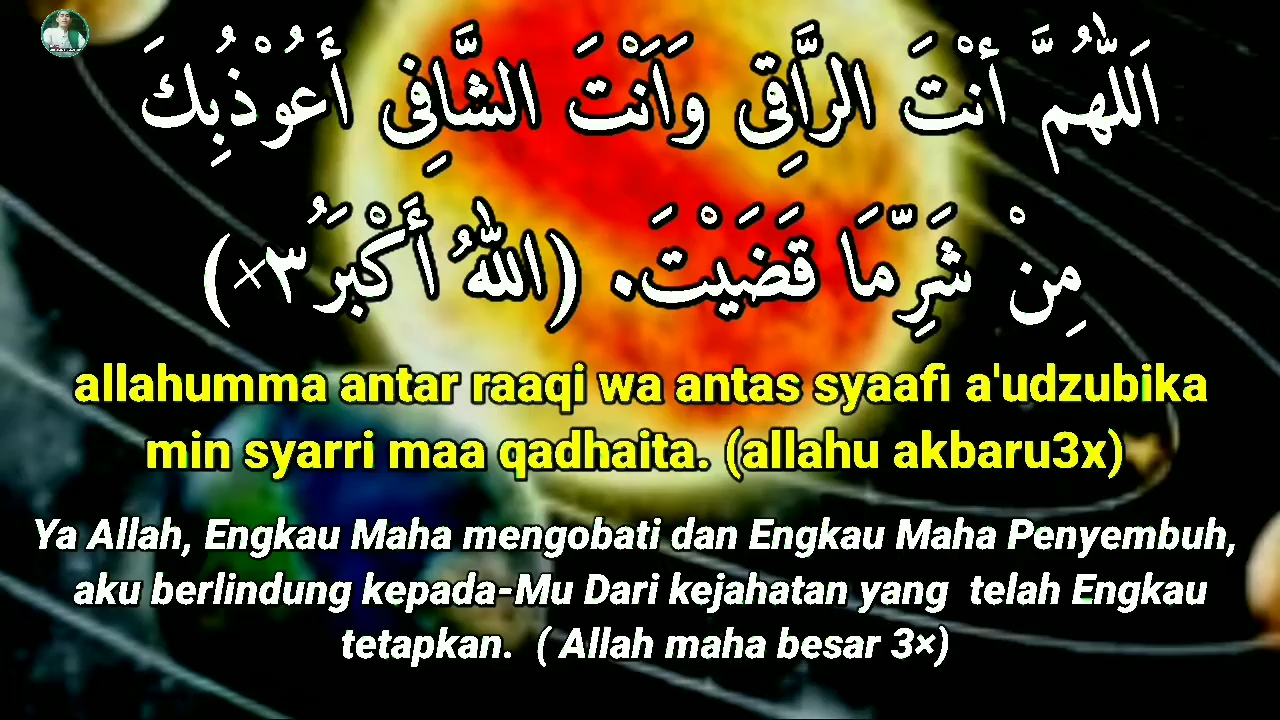 اَللّٰهُمَّ أَنْتَ الرَّاقِى وَاَنْتَ الشَّافِى أَعُوْذُبِكَ
مِنْ شَرِّمَا قَضَيْتَ. (اللهُ أَكْبَرُ ٣×)
allahumma antar raaqi wa antas syaafi a'udzubika
min syarri maa qadhaita. (allahu akbaru3x)
Ya Allah, Engkau Maha mengobati dan Engkau Maha Penyembuh,
aku berlindung kepada-Mu Dari kejahatan yang telah Engkau
tetapkan. ( Allah maha besar 3×)